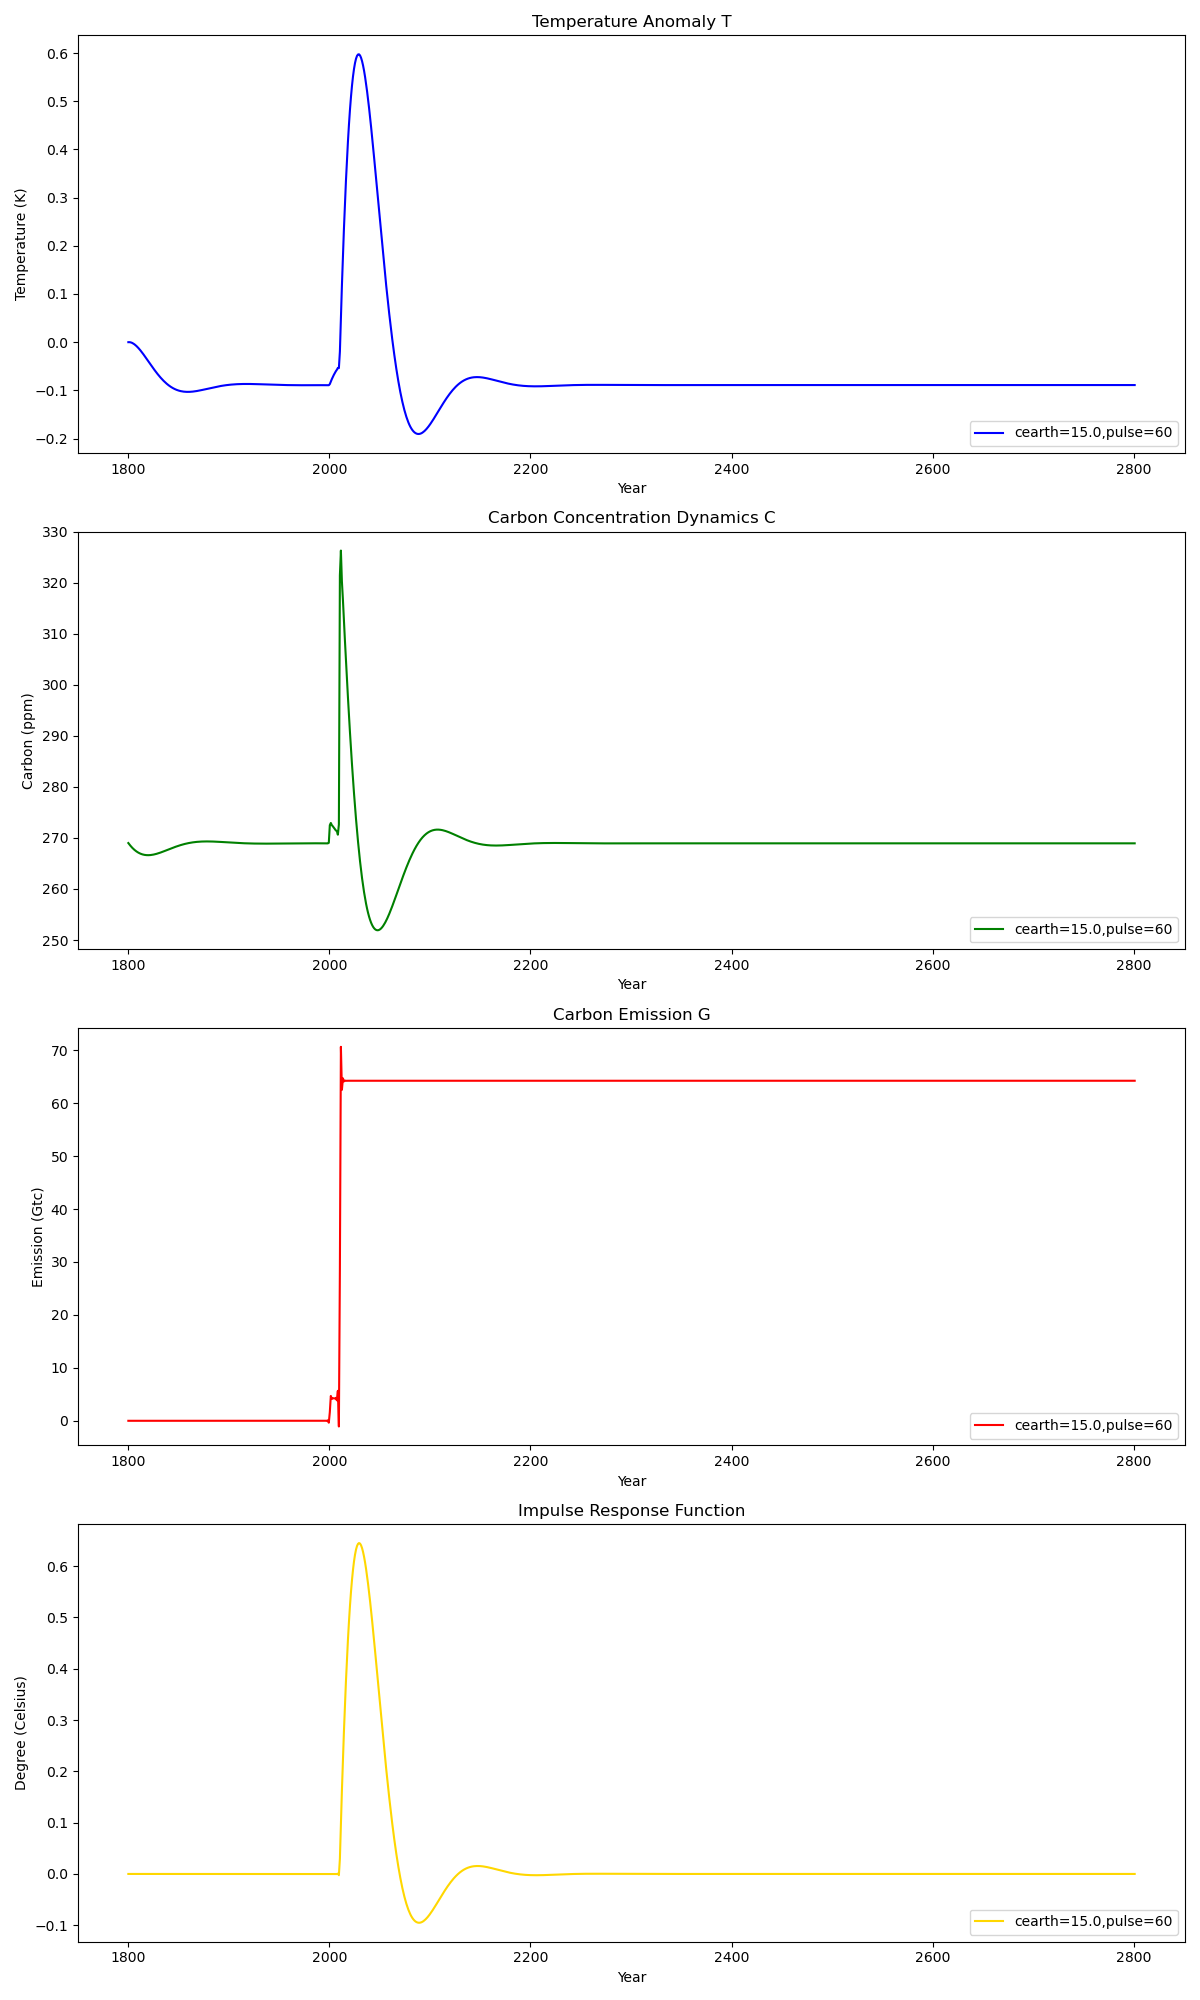 Temperature Anomaly T
0.6
0.5
0.4
0.3
0.2
0.1
0.0
−0.1
−0.2
Temperature (K)
cearth=15.0,pulse=60
1800 2000 2200 2400 2600 2800
Year
Carbon Concentration Dynamics C
330
320
310
300
290
280
270
260
250
Carbon (ppm)
cearth=15.0,pulse=60
1800 2000 2200 2400 2600 2800
Year
Carbon Emission G
70
60
50
40
30
20
10
0
Emission (Gtc)
cearth=15.0,pulse=60
1800 2000 2200 2400 2600 2800
Year
Impulse Response Function
0.6
0.5
0.4
0.3
0.2
0.1
0.0
−0.1
Degree (Celsius)
cearth=15.0,pulse=60
1800 2000 2200 2400 2600 2800
Year